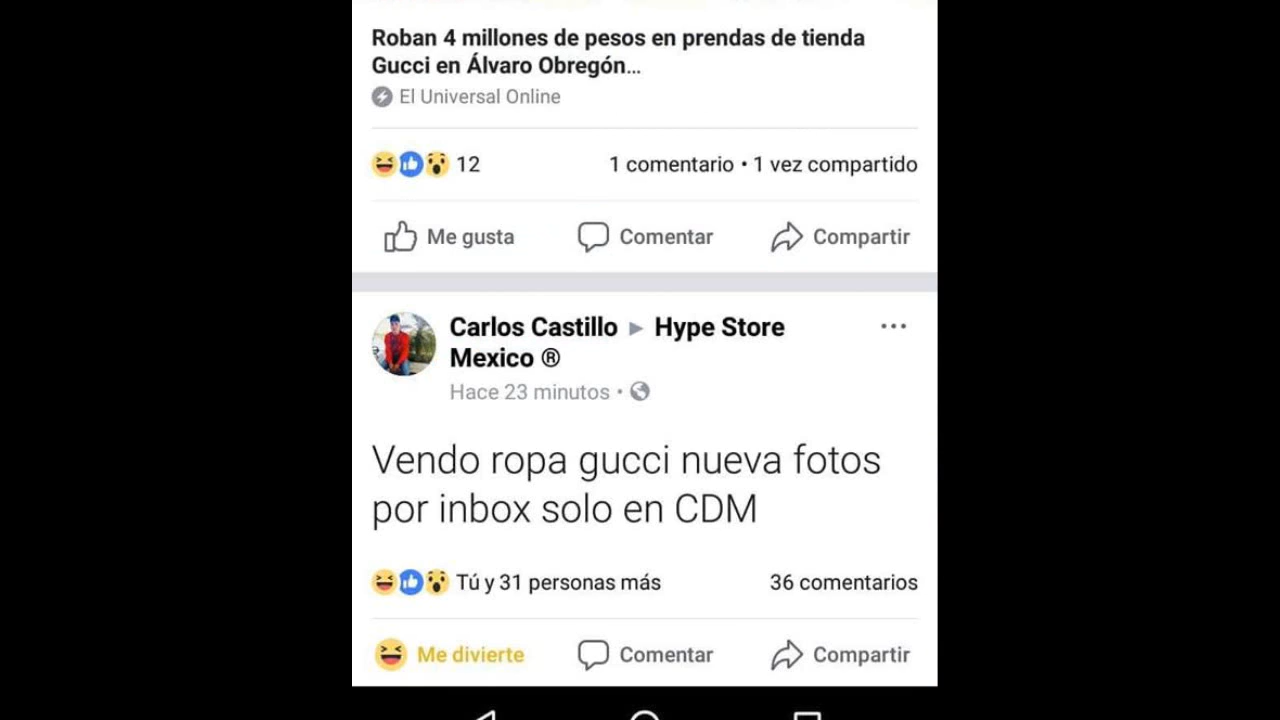 Roban 4 millones de pesos en prendas de tienda
Gucci en Álvaro Obregón...
El Universal Online
12
1 comentario • 1 vez compartido
Me gusta
Comentar
Compartir
Carlos Castillo ▸ Hype Store
Mexico ®
Hace 23 minutos •
Vendo ropa gucci nueva fotos
por inbox solo en CDM
Tú y 31 personas más
36 comentarios
Me divierte
Comentar
Compartir